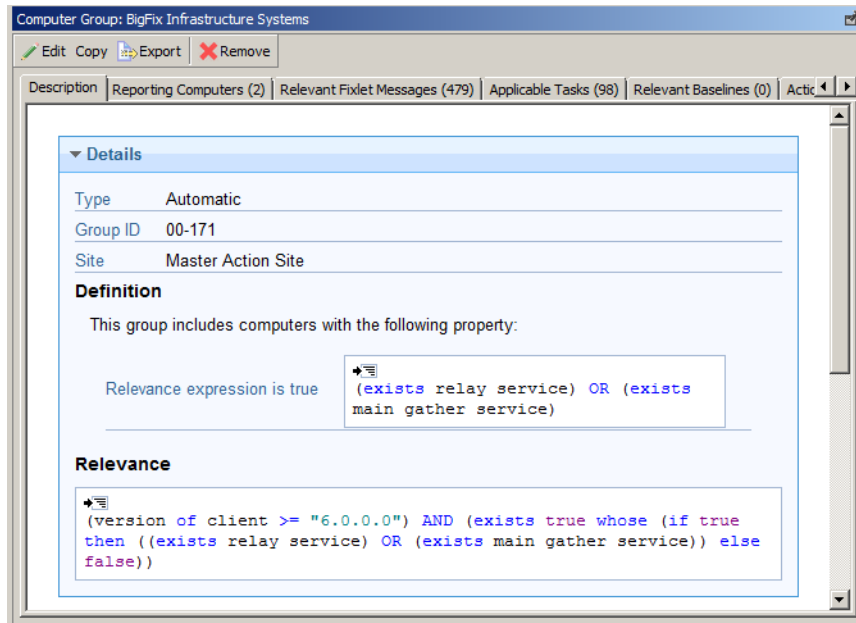 Computer Group: BigFix Infrastructure Systems
Edit Copy Export Remove
Description Reporting Computers (2) Relevant Fixlet Messages (479) Applicable Tasks (98) Relevant Baselines (0)
Details
Type Automatic
Group ID 00-171
Site Master Action Site
Definition
This group includes computers with the following property:
Relevance expression is true
(exists relay service) OR (exists
main gather service)
Relevance
(version of client >= "6.0.0.0") AND (exists true whose (if true
then ((exists relay service) OR (exists main gather service)) else
false))